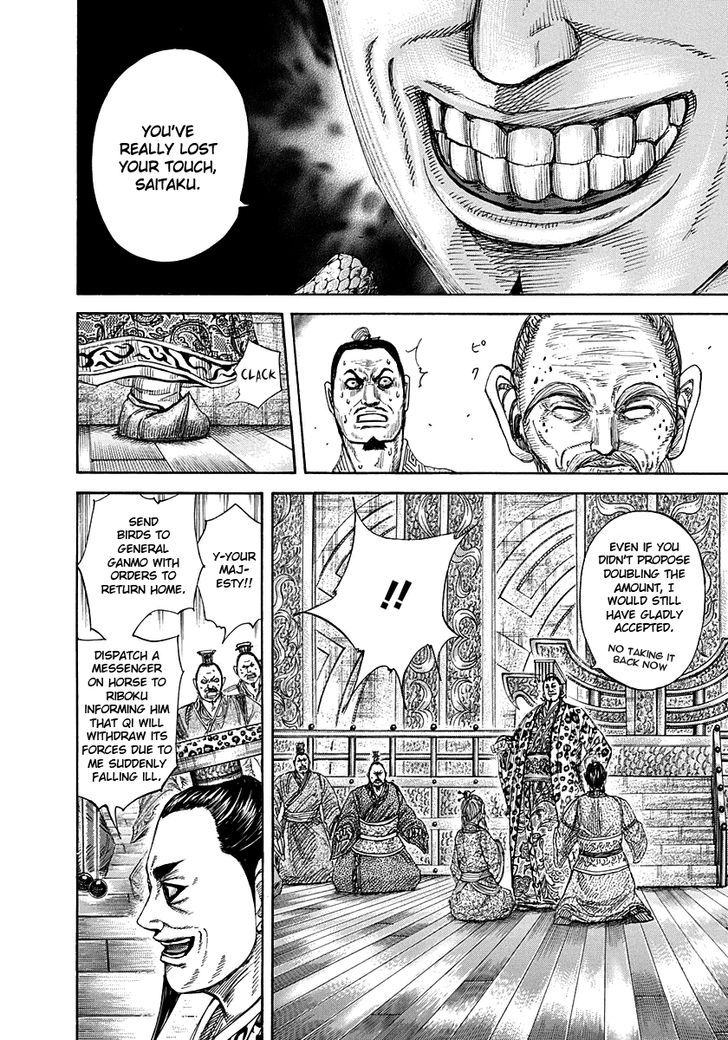 YOU'VE
REALLY LOST
YOUR TOUCH,
SAITAKU.
ピク
CLACK
EVEN IF YOU
DIDN'T PROPOSE
DOUBLING THE
AMOUNT, I
WOULD STILL
HAVE GLADLY
ACCEPTED.
NO TAKING IT
BACK NOW
!!
Y-YOUR
MAJ-
ESTY!!
SEND
BIRDS TO
GENERAL
GANMO WITH
ORDERS TO
RETURN HOME.
DISPATCH A
MESSENGER
ON HORSE TO
RIBOKU
INFORMING HIM
THAT QI WILL
WITHDRAW ITS
FORCES DUE TO
ME SUDDENLY
FALLING ILL.